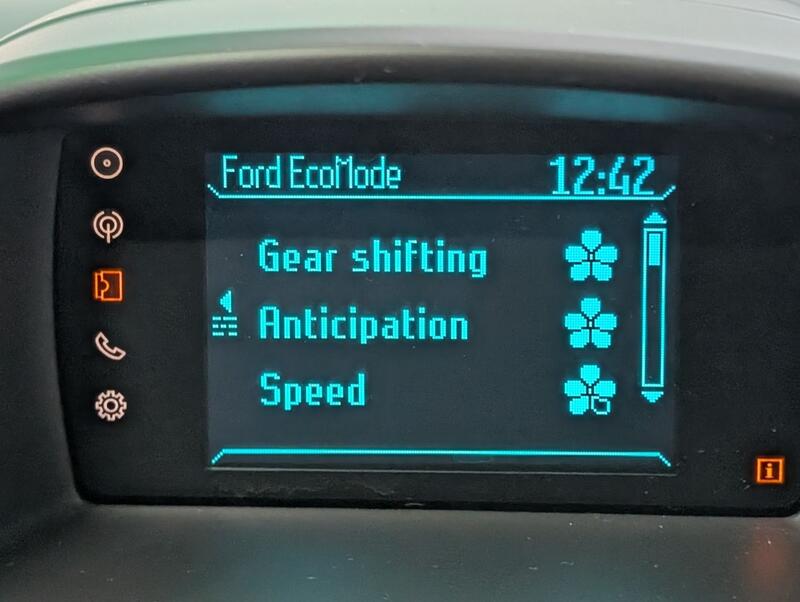 Ford EcoMode 12:42
Gear shifting
Anticipation
Speed
i